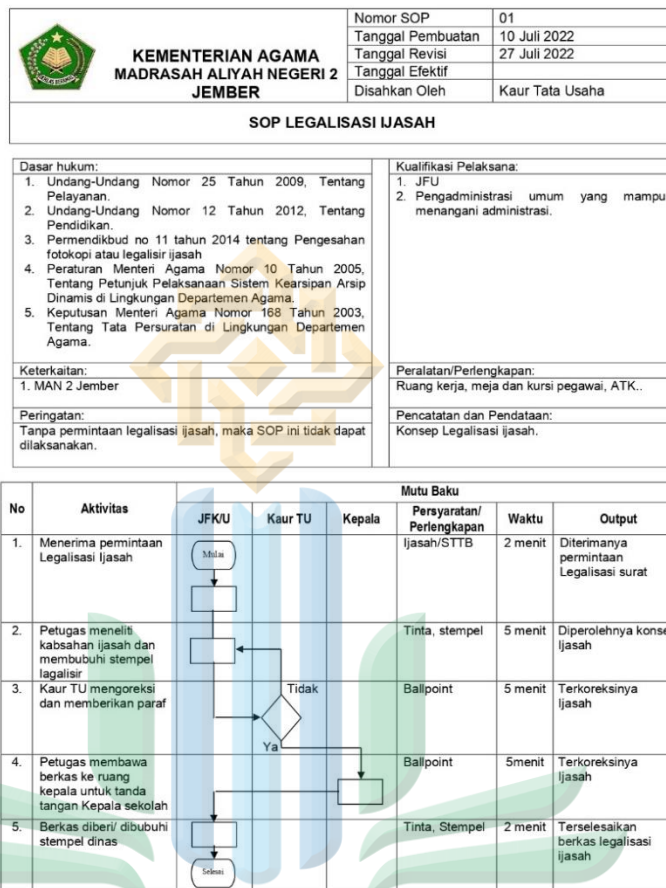 KEMENTERIAN AGAMA
MADRASAH ALIYAH NEGERI 2
JEMBER
Nomor SOP 01
Tanggal Pembuatan 10 Juli 2022
Tanggal Revisi 27 Juli 2022
Tanggal Efektif
Disahkan Oleh Kaur Tata Usaha
SOP LEGALISASI IJASAH
Dasar hukum:
1. Undang-Undang Nomor 25 Tahun 2009, Tentang
Pelayanan.
2. Undang-Undang Nomor 12 Tahun 2012, Tentang
Pendidikan.
3. Permendikbud no 11 tahun 2014 tentang Pengesahan
fotokopi atau legalisir ijasah
4. Peraturan Menteri Agama Nomor 10 Tahun 2005,
Tentang Petunjuk Pelaksanaan Sistem Kearsipan Arsip
Dinamis di Lingkungan Departemen Agama.
5. Keputusan Menteri Agama Nomor 168 Tahun 2003,
Tentang Tata Persuratan di Lingkungan Departemen
Agama.
Kualifikasi Pelaksana:
1. JFU
2. Pengadministrasi umum yang mampu
menangani administrasi.
Keterkaitan:
1. MAN 2 Jember
Peralatan/Perlengkapan:
Ruang kerja, meja dan kursi pegawai, ATK..
Peringatan:
Tanpa permintaan legalisasi ijasah, maka SOP ini tidak dapat
dilaksanakan.
Pencatatan dan Pendataan:
Konsep Legalisasi ijasah.
No
Aktivitas
Mutu Baku
JFK/U
Kaur TU
Kepala
Persyaratan/
Perlengkapan
Waktu
Output
1.
Menerima permintaan
Legalisasi Ijasah
Mulai
Ijasah/STTB
2 menit
Diterimanya
permintaan
Legalisasi surat
2.
Petugas meneliti
kabsahan ijasah dan
membubuhi stempel
lagalisir
Tinta, stempel
5 menit
Diperolehnya konse
Ijasah
3.
Kaur TU mengoreksi
dan memberikan paraf
Tidak
Ya
Ballpoint
5 menit
Terkoreksinya
Ijasah
4.
Petugas membawa
berkas ke ruang
kepala untuk tanda
tangan Kepala sekolah
Ballpoint
5menit
Terkoreksinya
Ijasah
5.
Berkas diberi/ dibubuhi
stempel dinas
Selesai
Tinta, Stempel
2 menit
Terselesaikan
berkas legalisasi
ijasah